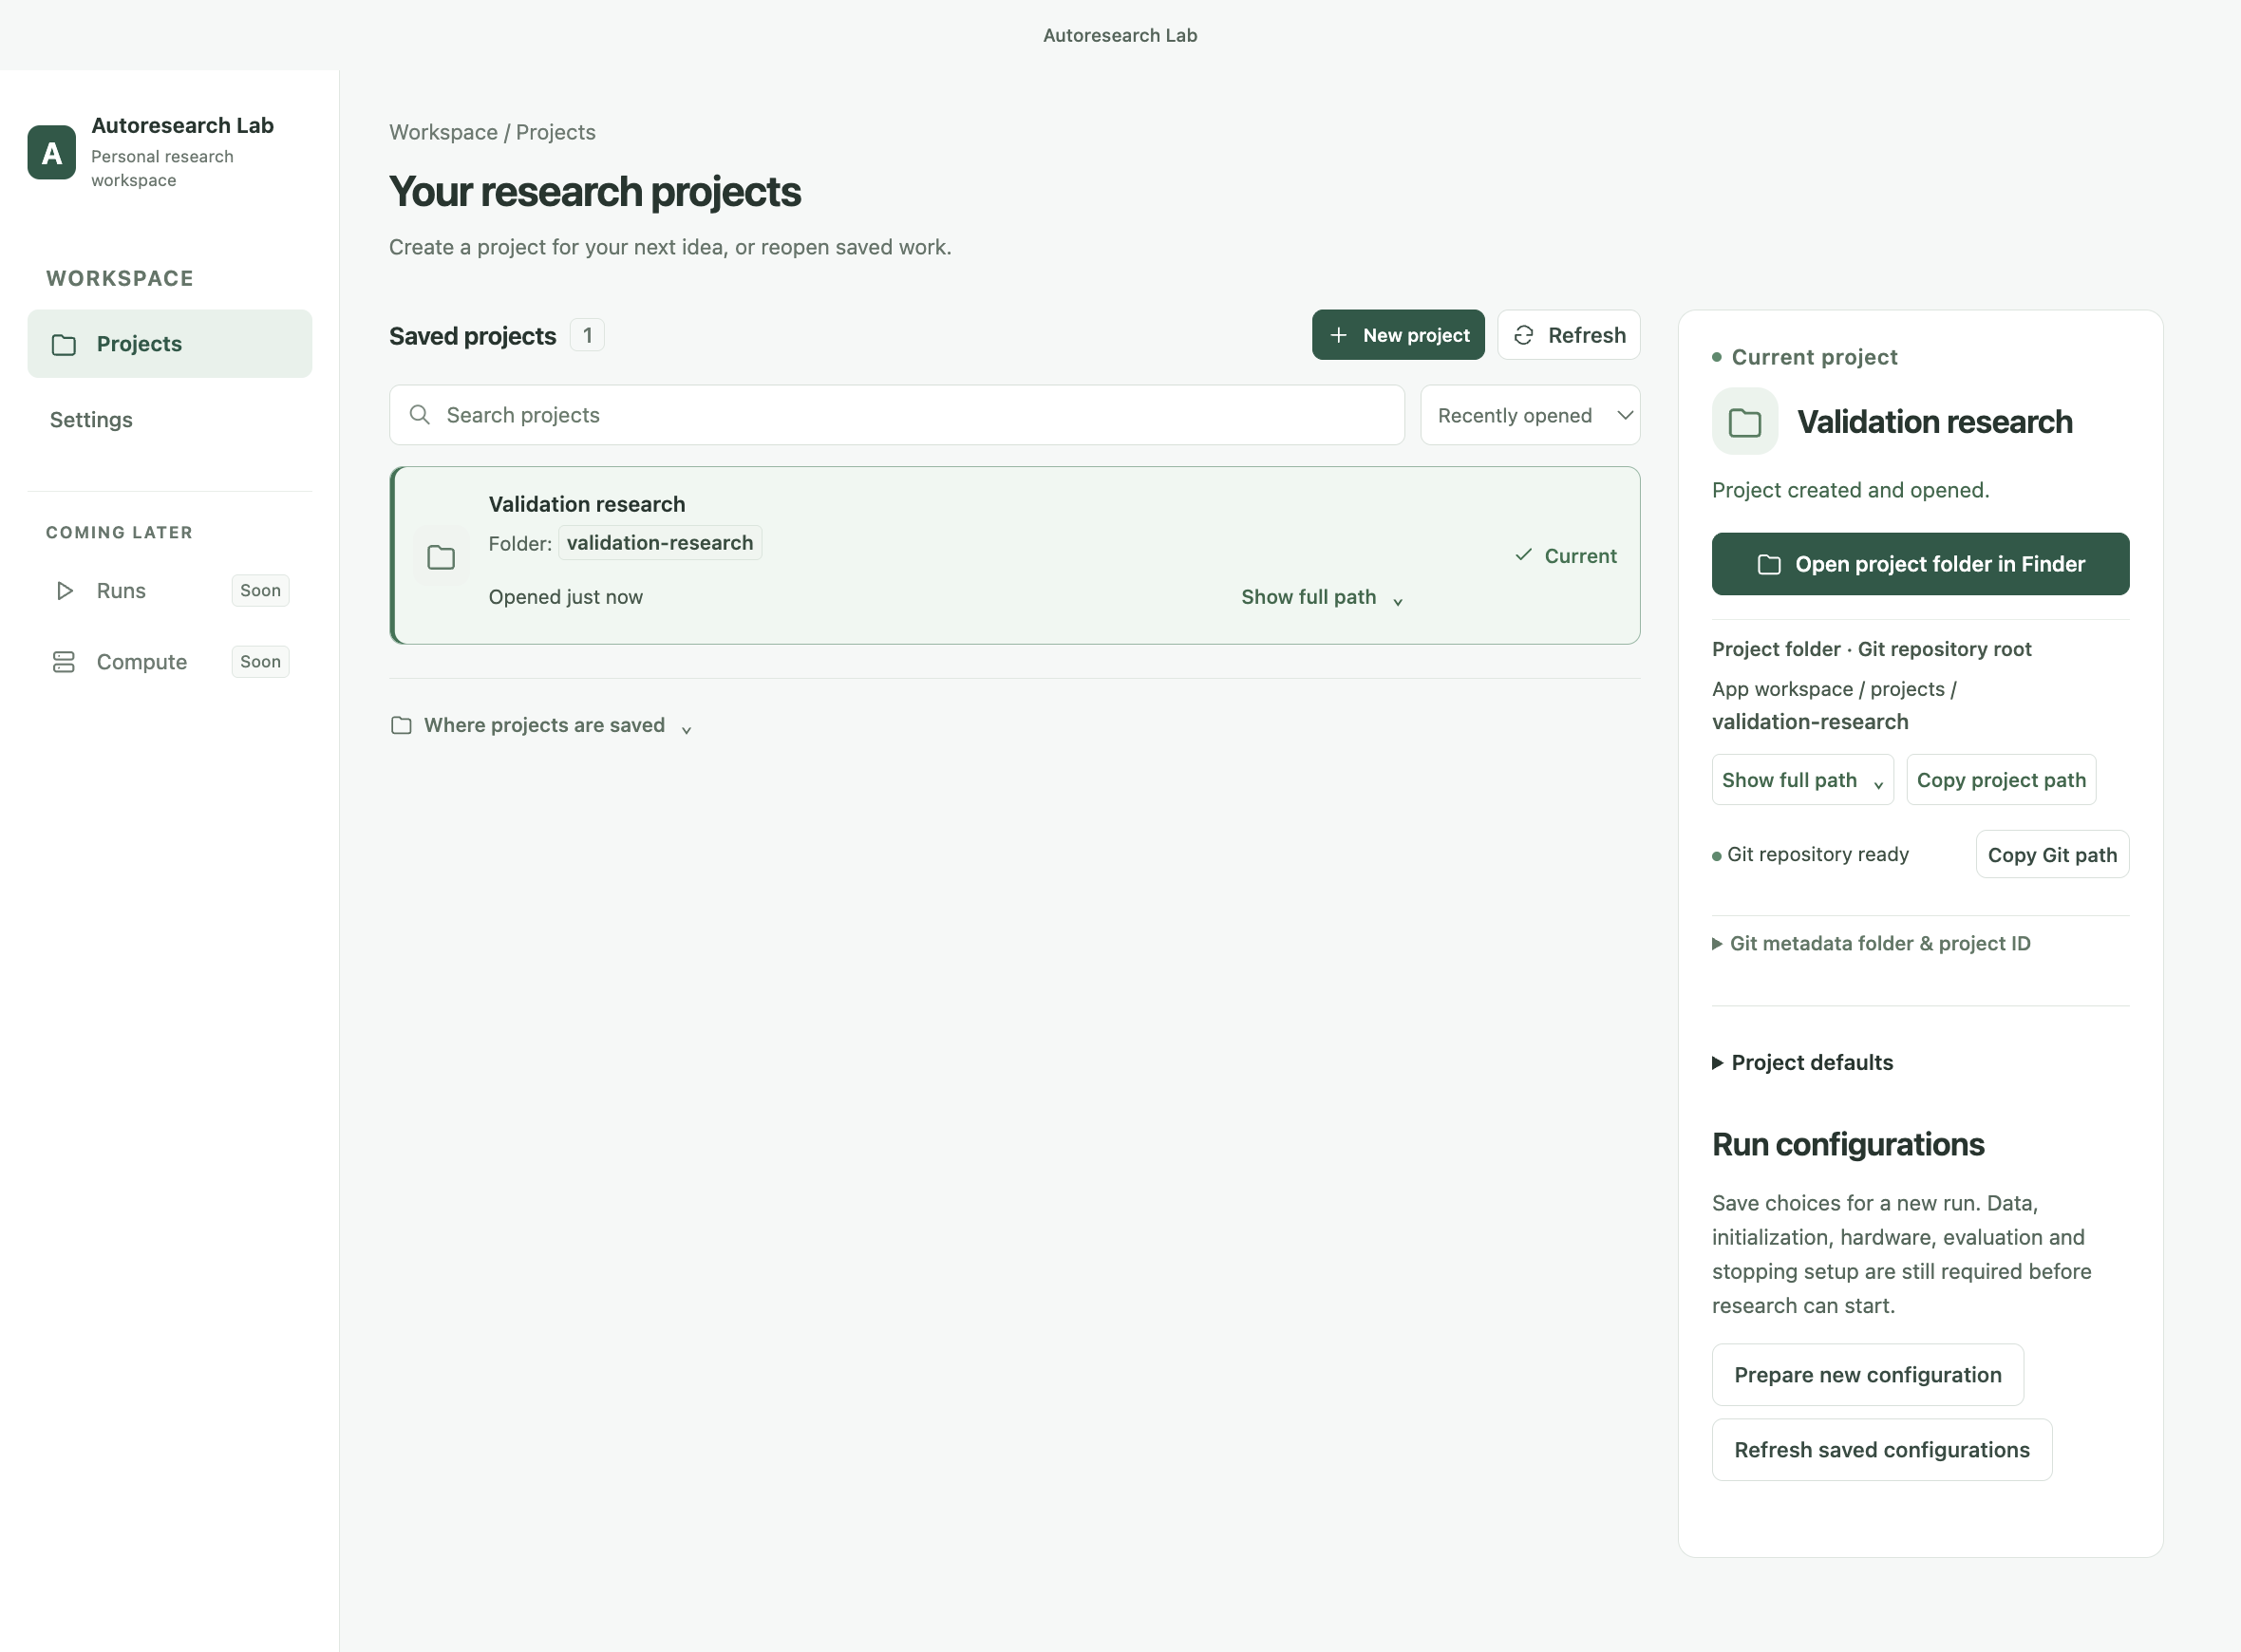 Autoresearch Lab
A
Autoresearch Lab
Personal research
workspace
WORKSPACE
Projects
Settings
COMING LATER
Runs
Soon
Compute
Soon
Workspace / Projects
Your research projects
Create a project for your next idea, or reopen saved work.
Saved projects
1
New project
Refresh
Search projects
Recently opened
Validation research
Folder: validation-research
Opened just now
Show full path
Current
Where projects are saved
Current project
Validation research
Project created and opened.
Open project folder in Finder
Project folder · Git repository root
App workspace / projects /
validation-research
Show full path
Copy project path
Git repository ready
Copy Git path
Git metadata folder & project ID
Project defaults
Run configurations
Save choices for a new run. Data,
initialization, hardware, evaluation and
stopping setup are still required before
research can start.
Prepare new configuration
Refresh saved configurations